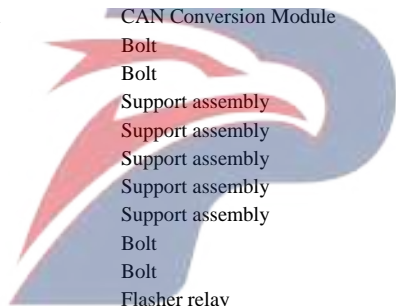 CAN Conversion Module
Bolt
Bolt
Support assembly
Support assembly
Support assembly
Support assembly
Support assembly
Bolt
Bolt
Flasher relay